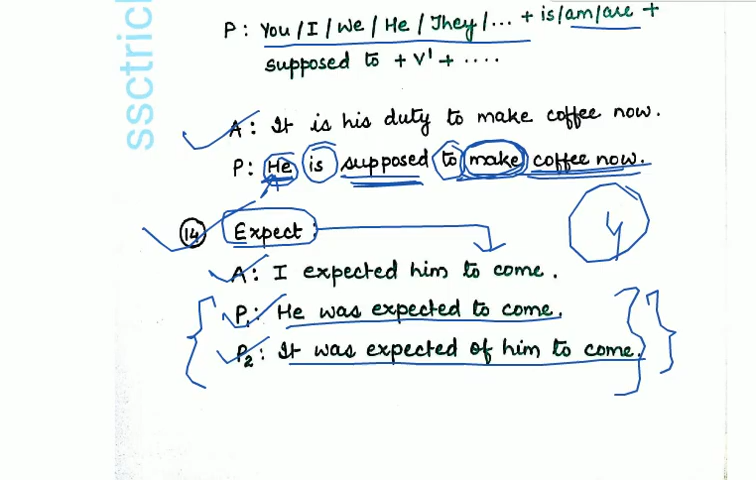 P: You / I / We / He / They / ... + is/am/are +
supposed to + V¹ + ....
A: It is his duty to make coffee now.
P: He is supposed to make coffee now.
14 Expect:
A: I expected him to come.
P₁: He was expected to come.
P₂: It was expected of him to come.
ssctric